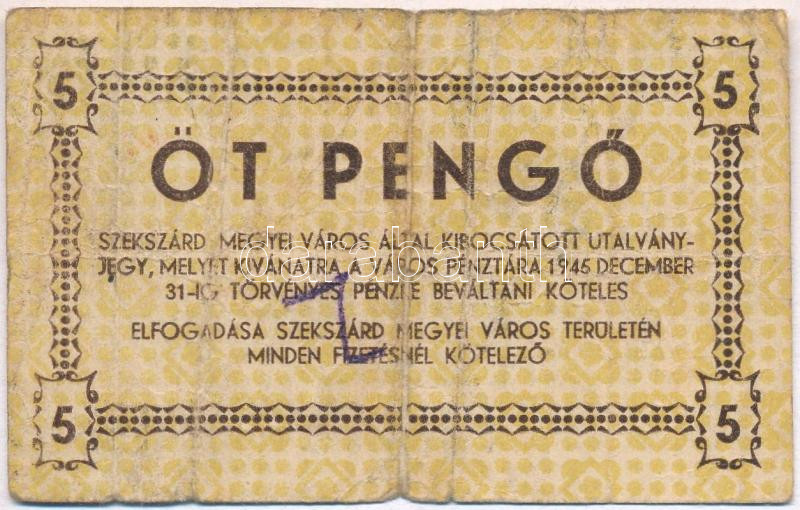 5 5
ÖT PENGŐ
SZEKSZÁRD MEGYEI VÁROS ÁLTAL KIBOCSÁTOTT UTALVÁNY-
JEGY, MELYET KIVÁNATRA A VÁROS PÉNZTÁRA 1945 DECEMBER
31-IG TÖRVÉNYES PÉNZRE BEVÁLTANI KÖTELES
ELFOGADÁSA SZEKSZÁRD MEGYEI VÁROS TERÜLETÉN
MINDEN FIZETÉSNÉL KÖTELEZŐ
5 5